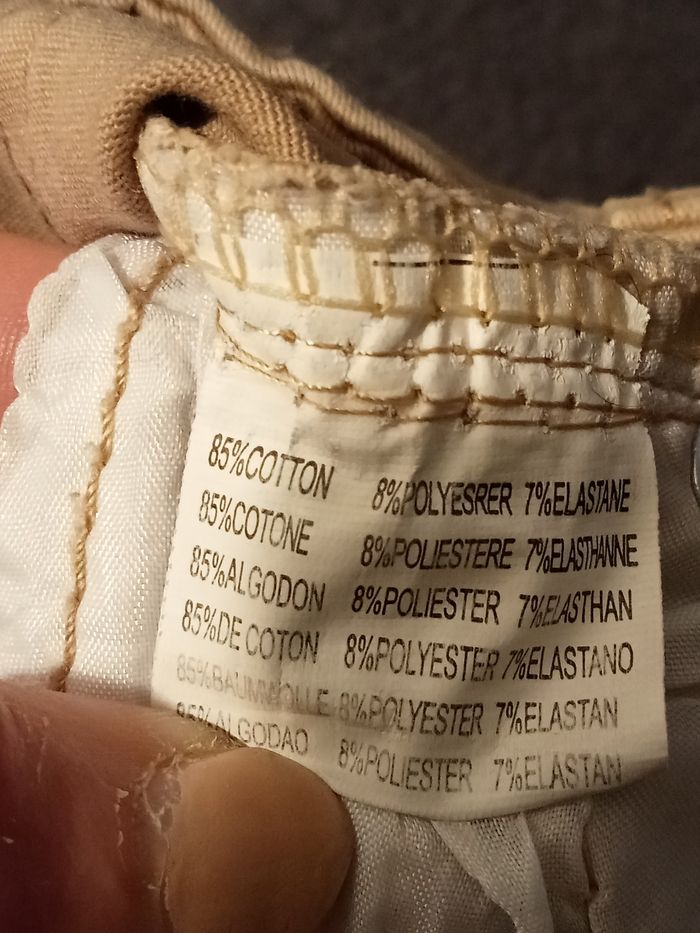 85%COTTON 8%POLYESRER 7%ELASTANE
85%COTONE 8%POLIESTERE 7%ELASTHANNE
85%ALGODON 8%POLIESTER 7%ELASTHAN
85%DE COTON 8%POLYESTER 7%ELASTANO
85%BAUMWOLLE 8%POLYESTER 7%ELASTAN
85%ALGODAO 8%POLIESTER 7%ELASTAN